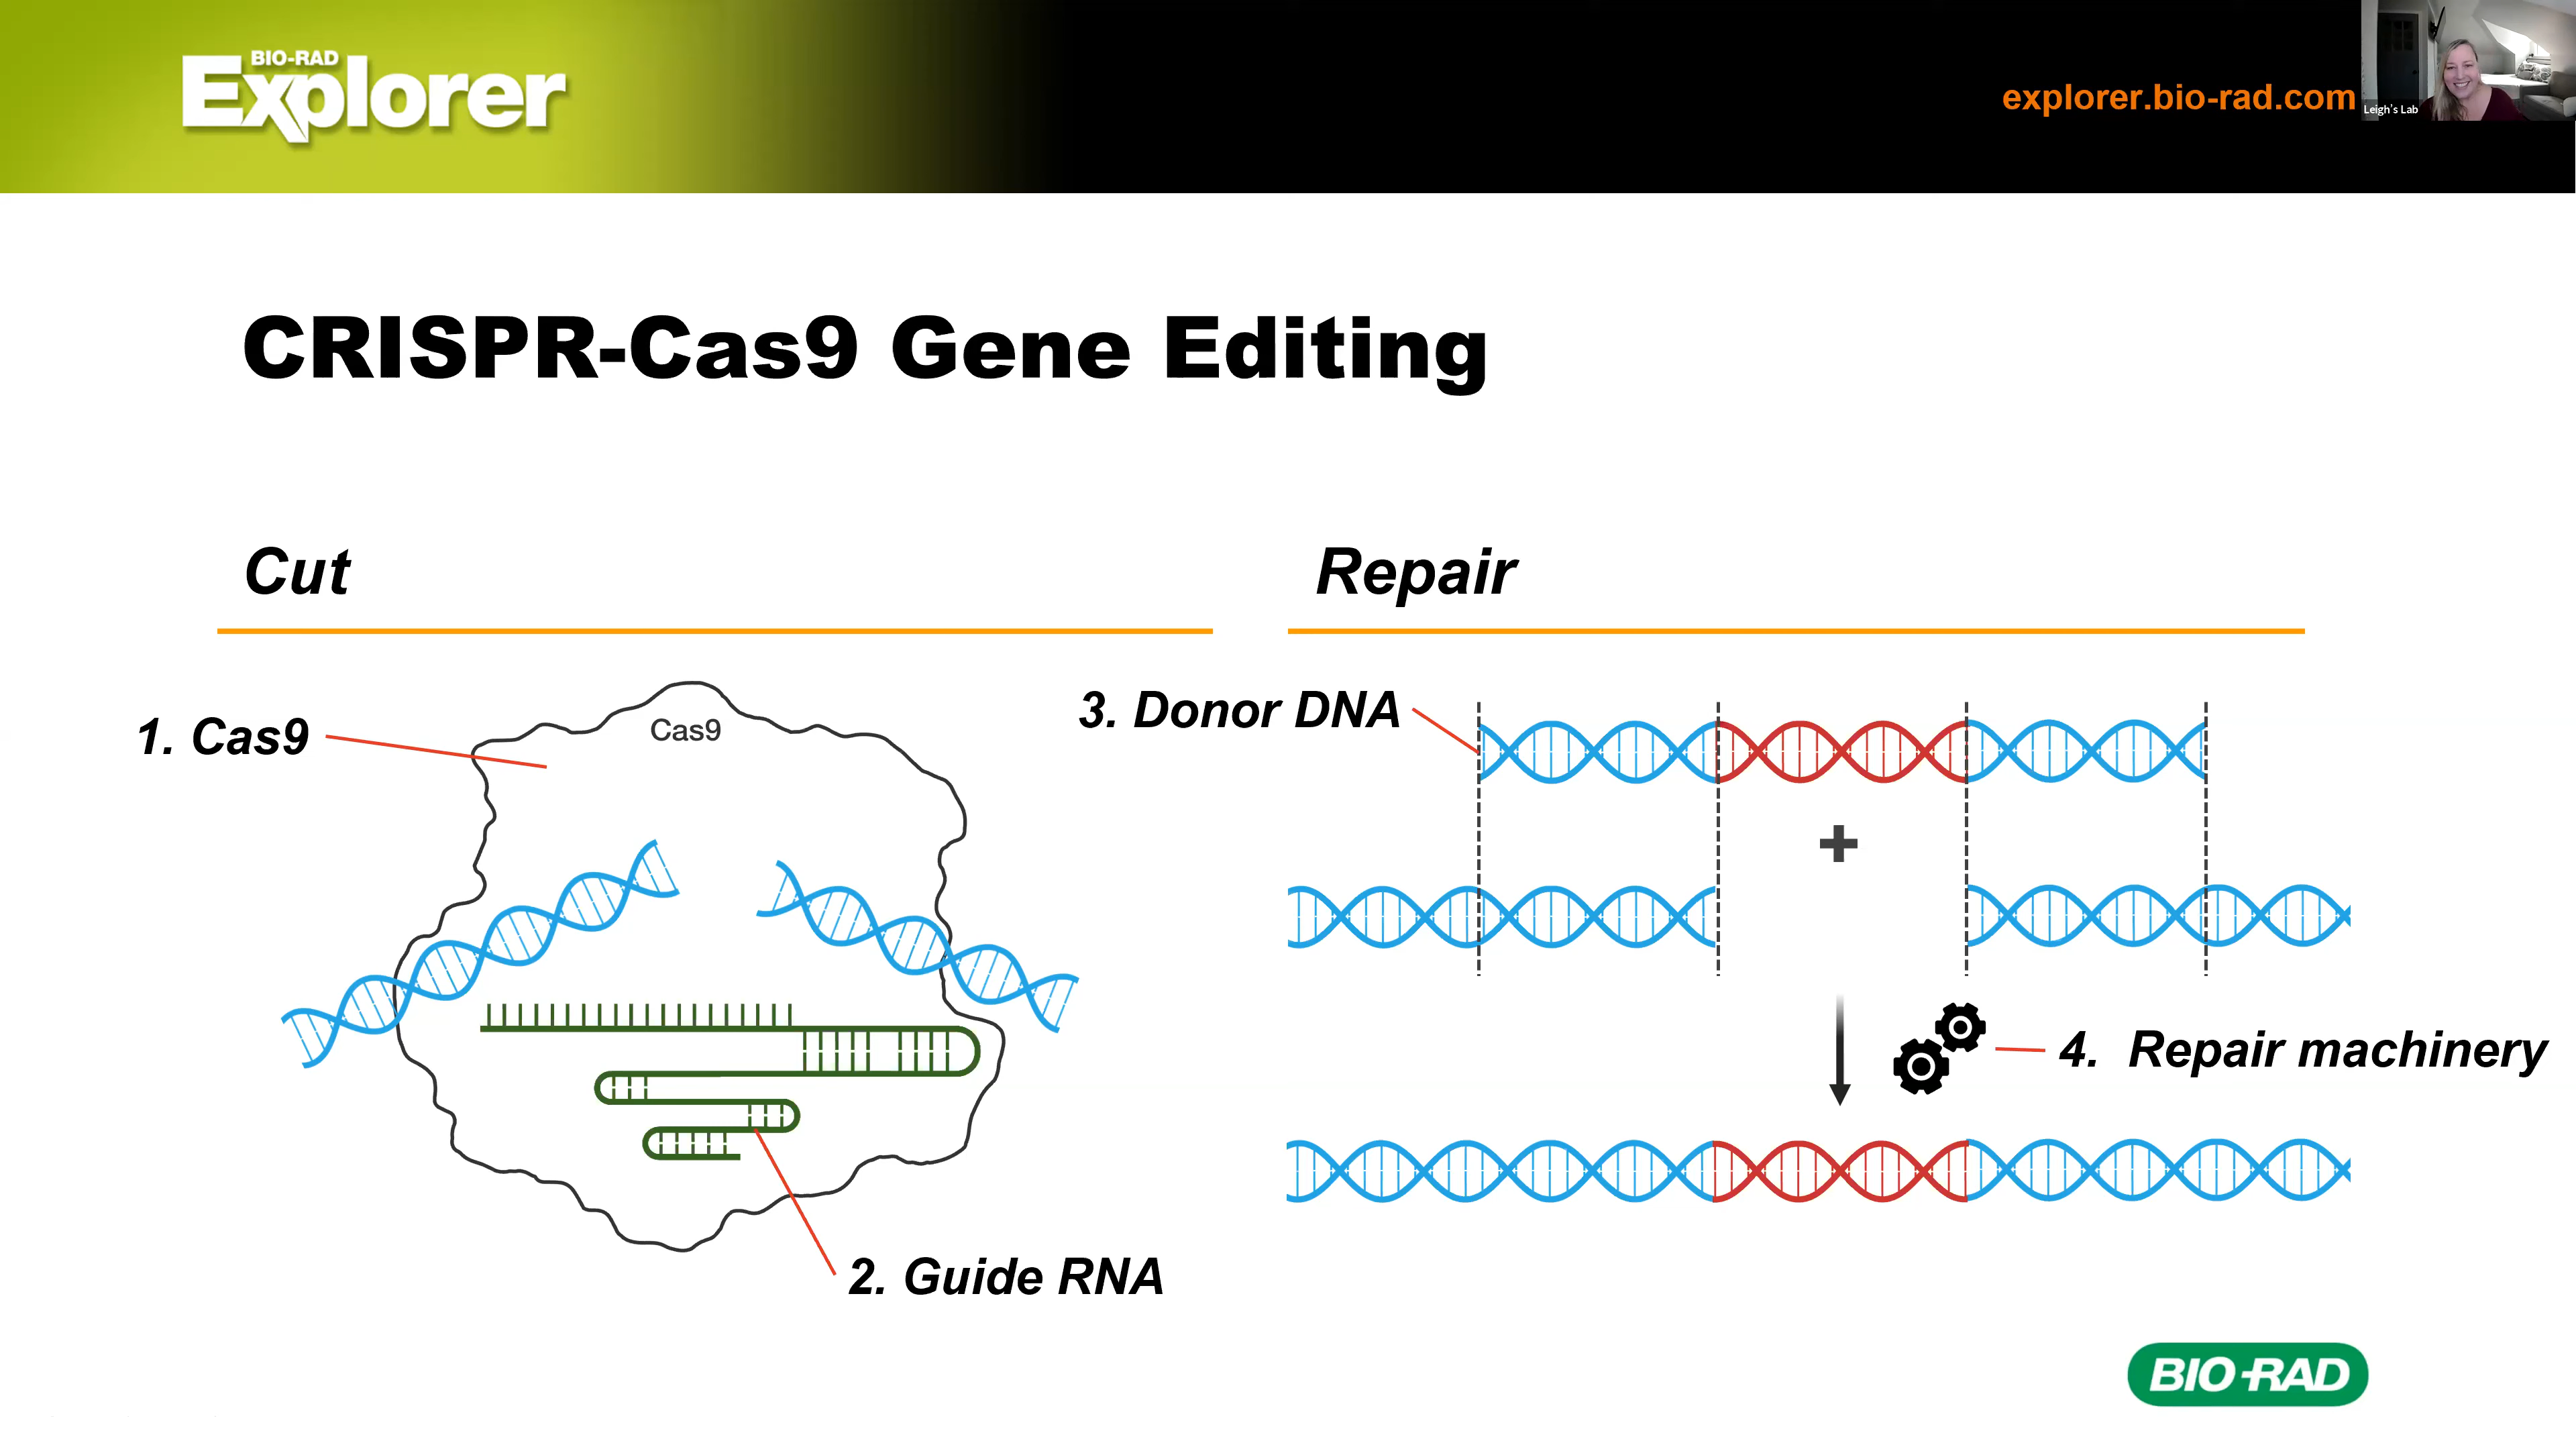 BIO-RAD
Explorer
explorer.bio-rad.com
Leigh's Lab
CRISPR-Cas9 Gene Editing
Cut
Repair
1. Cas9
Cas9
2. Guide RNA
3. Donor DNA
+
4. Repair machinery
BIO-RAD